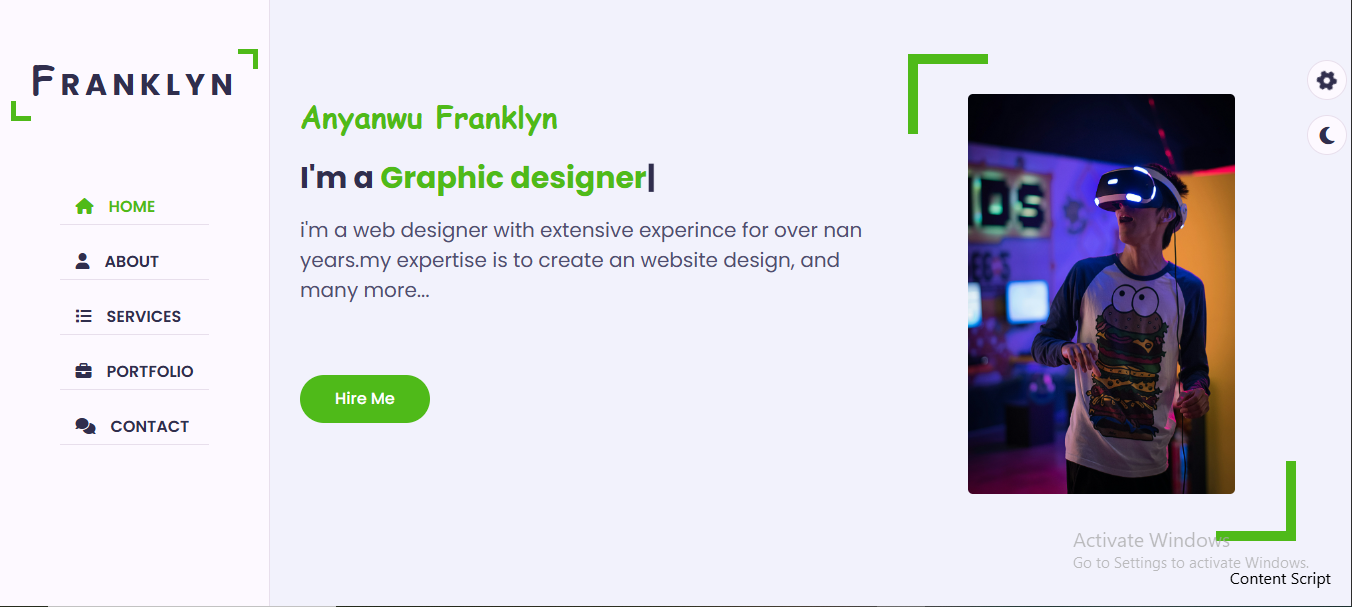 FRANKLYN
HOME
ABOUT
SERVICES
PORTFOLIO
CONTACT
Anyanwu Franklyn
I'm a Graphic designer|
i'm a web designer with extensive experince for over nan
years.my expertise is to create an website design, and
many more...
Hire Me
Activate Windows
Go to Settings to activate Windows.
Content Script